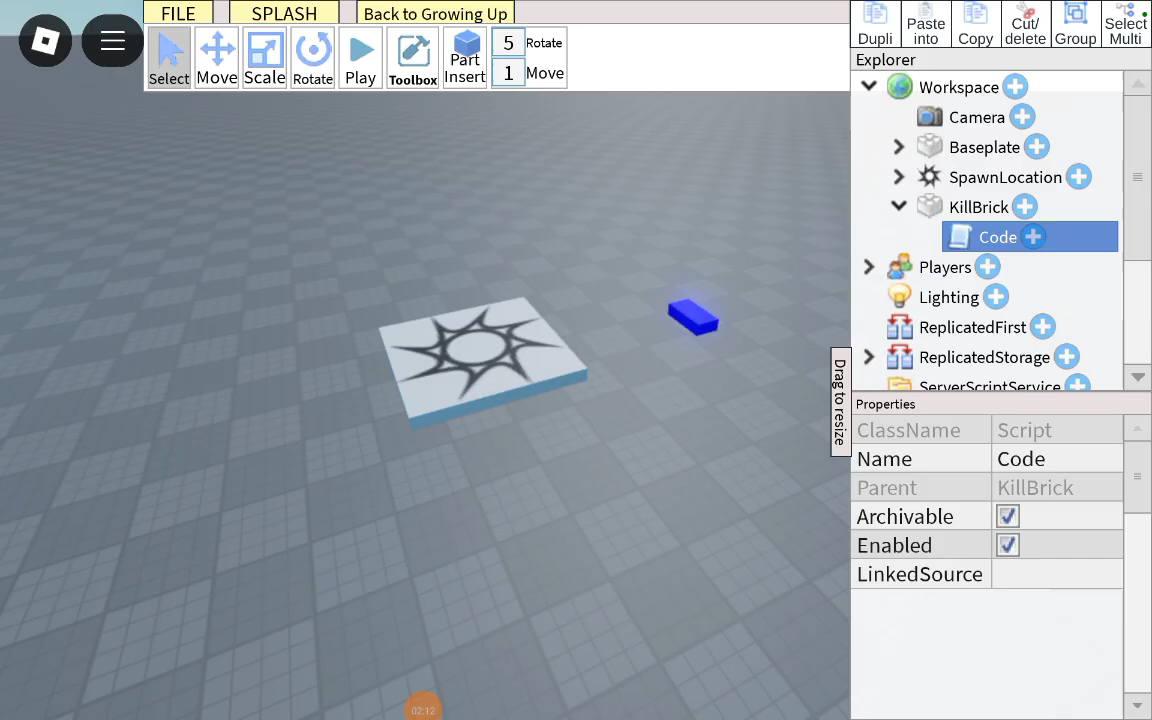 FILE SPLASH Back to Growing Up
Select Move Scale Rotate Play Toolbox Part Insert 5 Rotate 1 Move
Dupli Paste into Copy Cut/ delete Group Select Multi
Explorer
Workspace
Camera
Baseplate
SpawnLocation
KillBrick
Code
Players
Lighting
ReplicatedFirst
ReplicatedStorage
ServerScriptService
Drag to resize
Properties
ClassName Script
Name Code
Parent KillBrick
Archivable
Enabled
LinkedSource
02:12